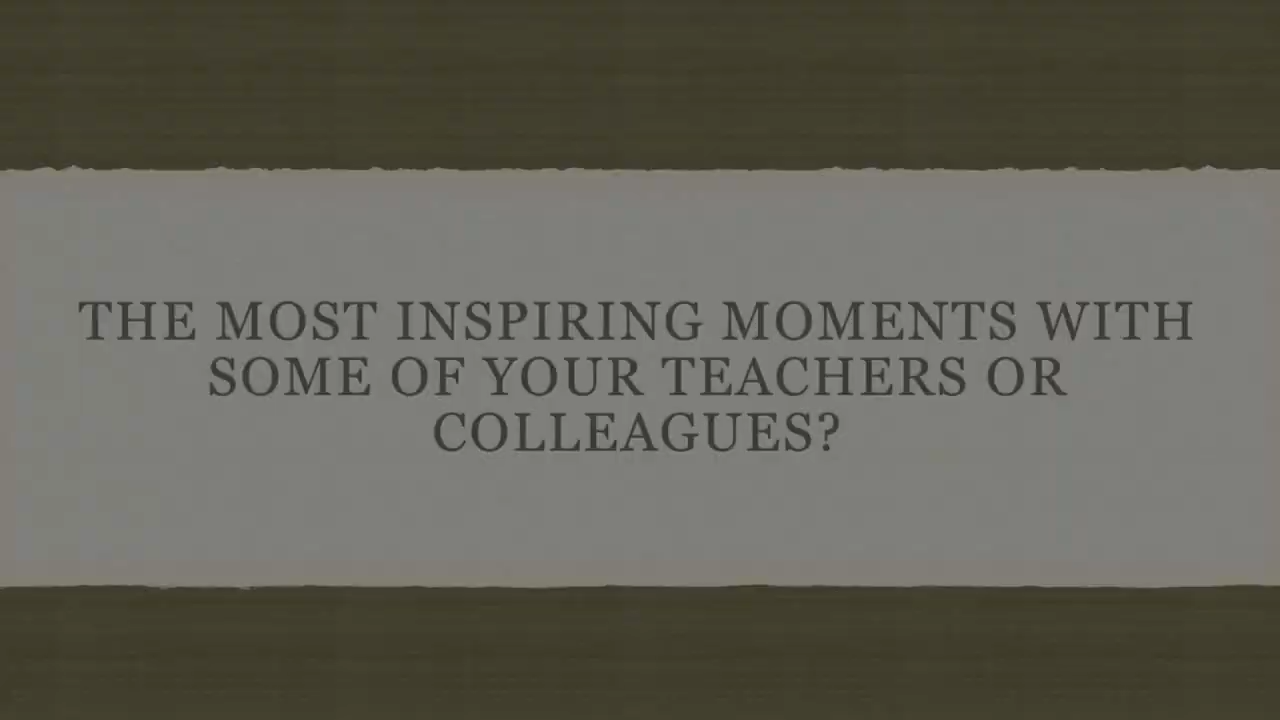 THE MOST INSPIRING MOMENTS WITH
SOME OF YOUR TEACHERS OR
COLLEAGUES?